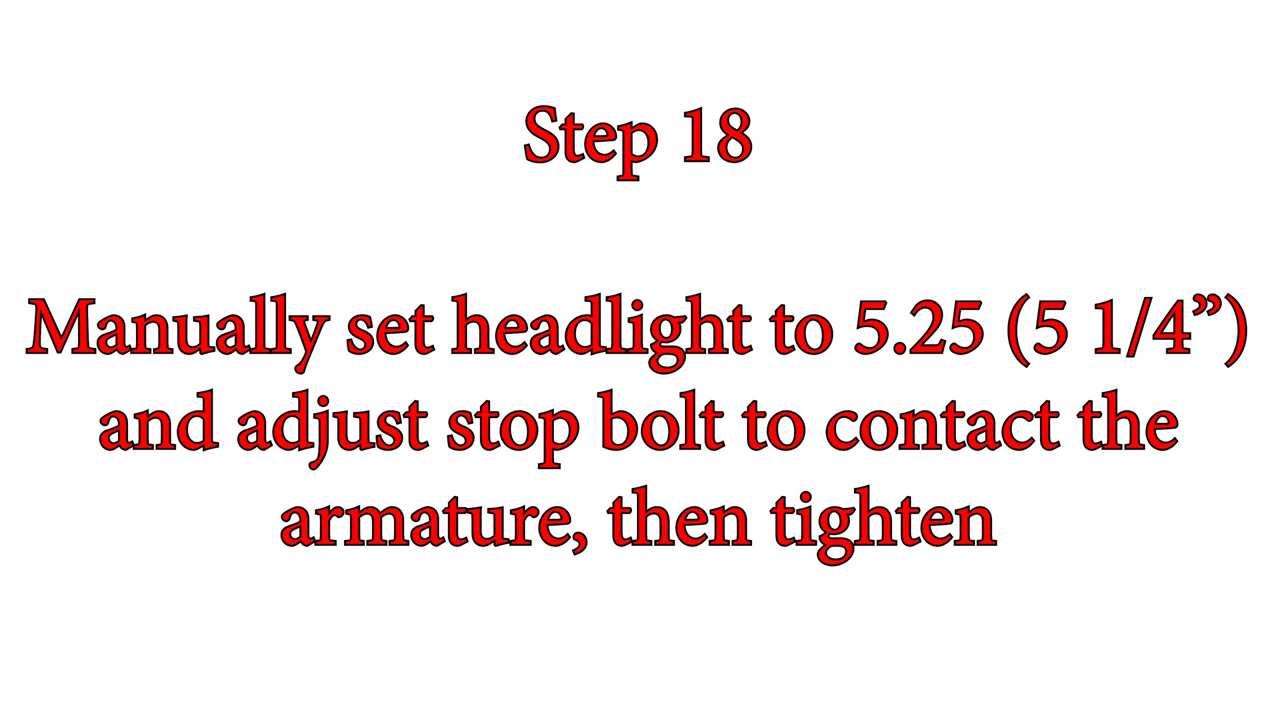 Step 18
Manually set headlight to 5.25 (5 1/4”)
and adjust stop bolt to contact the
armature, then tighten